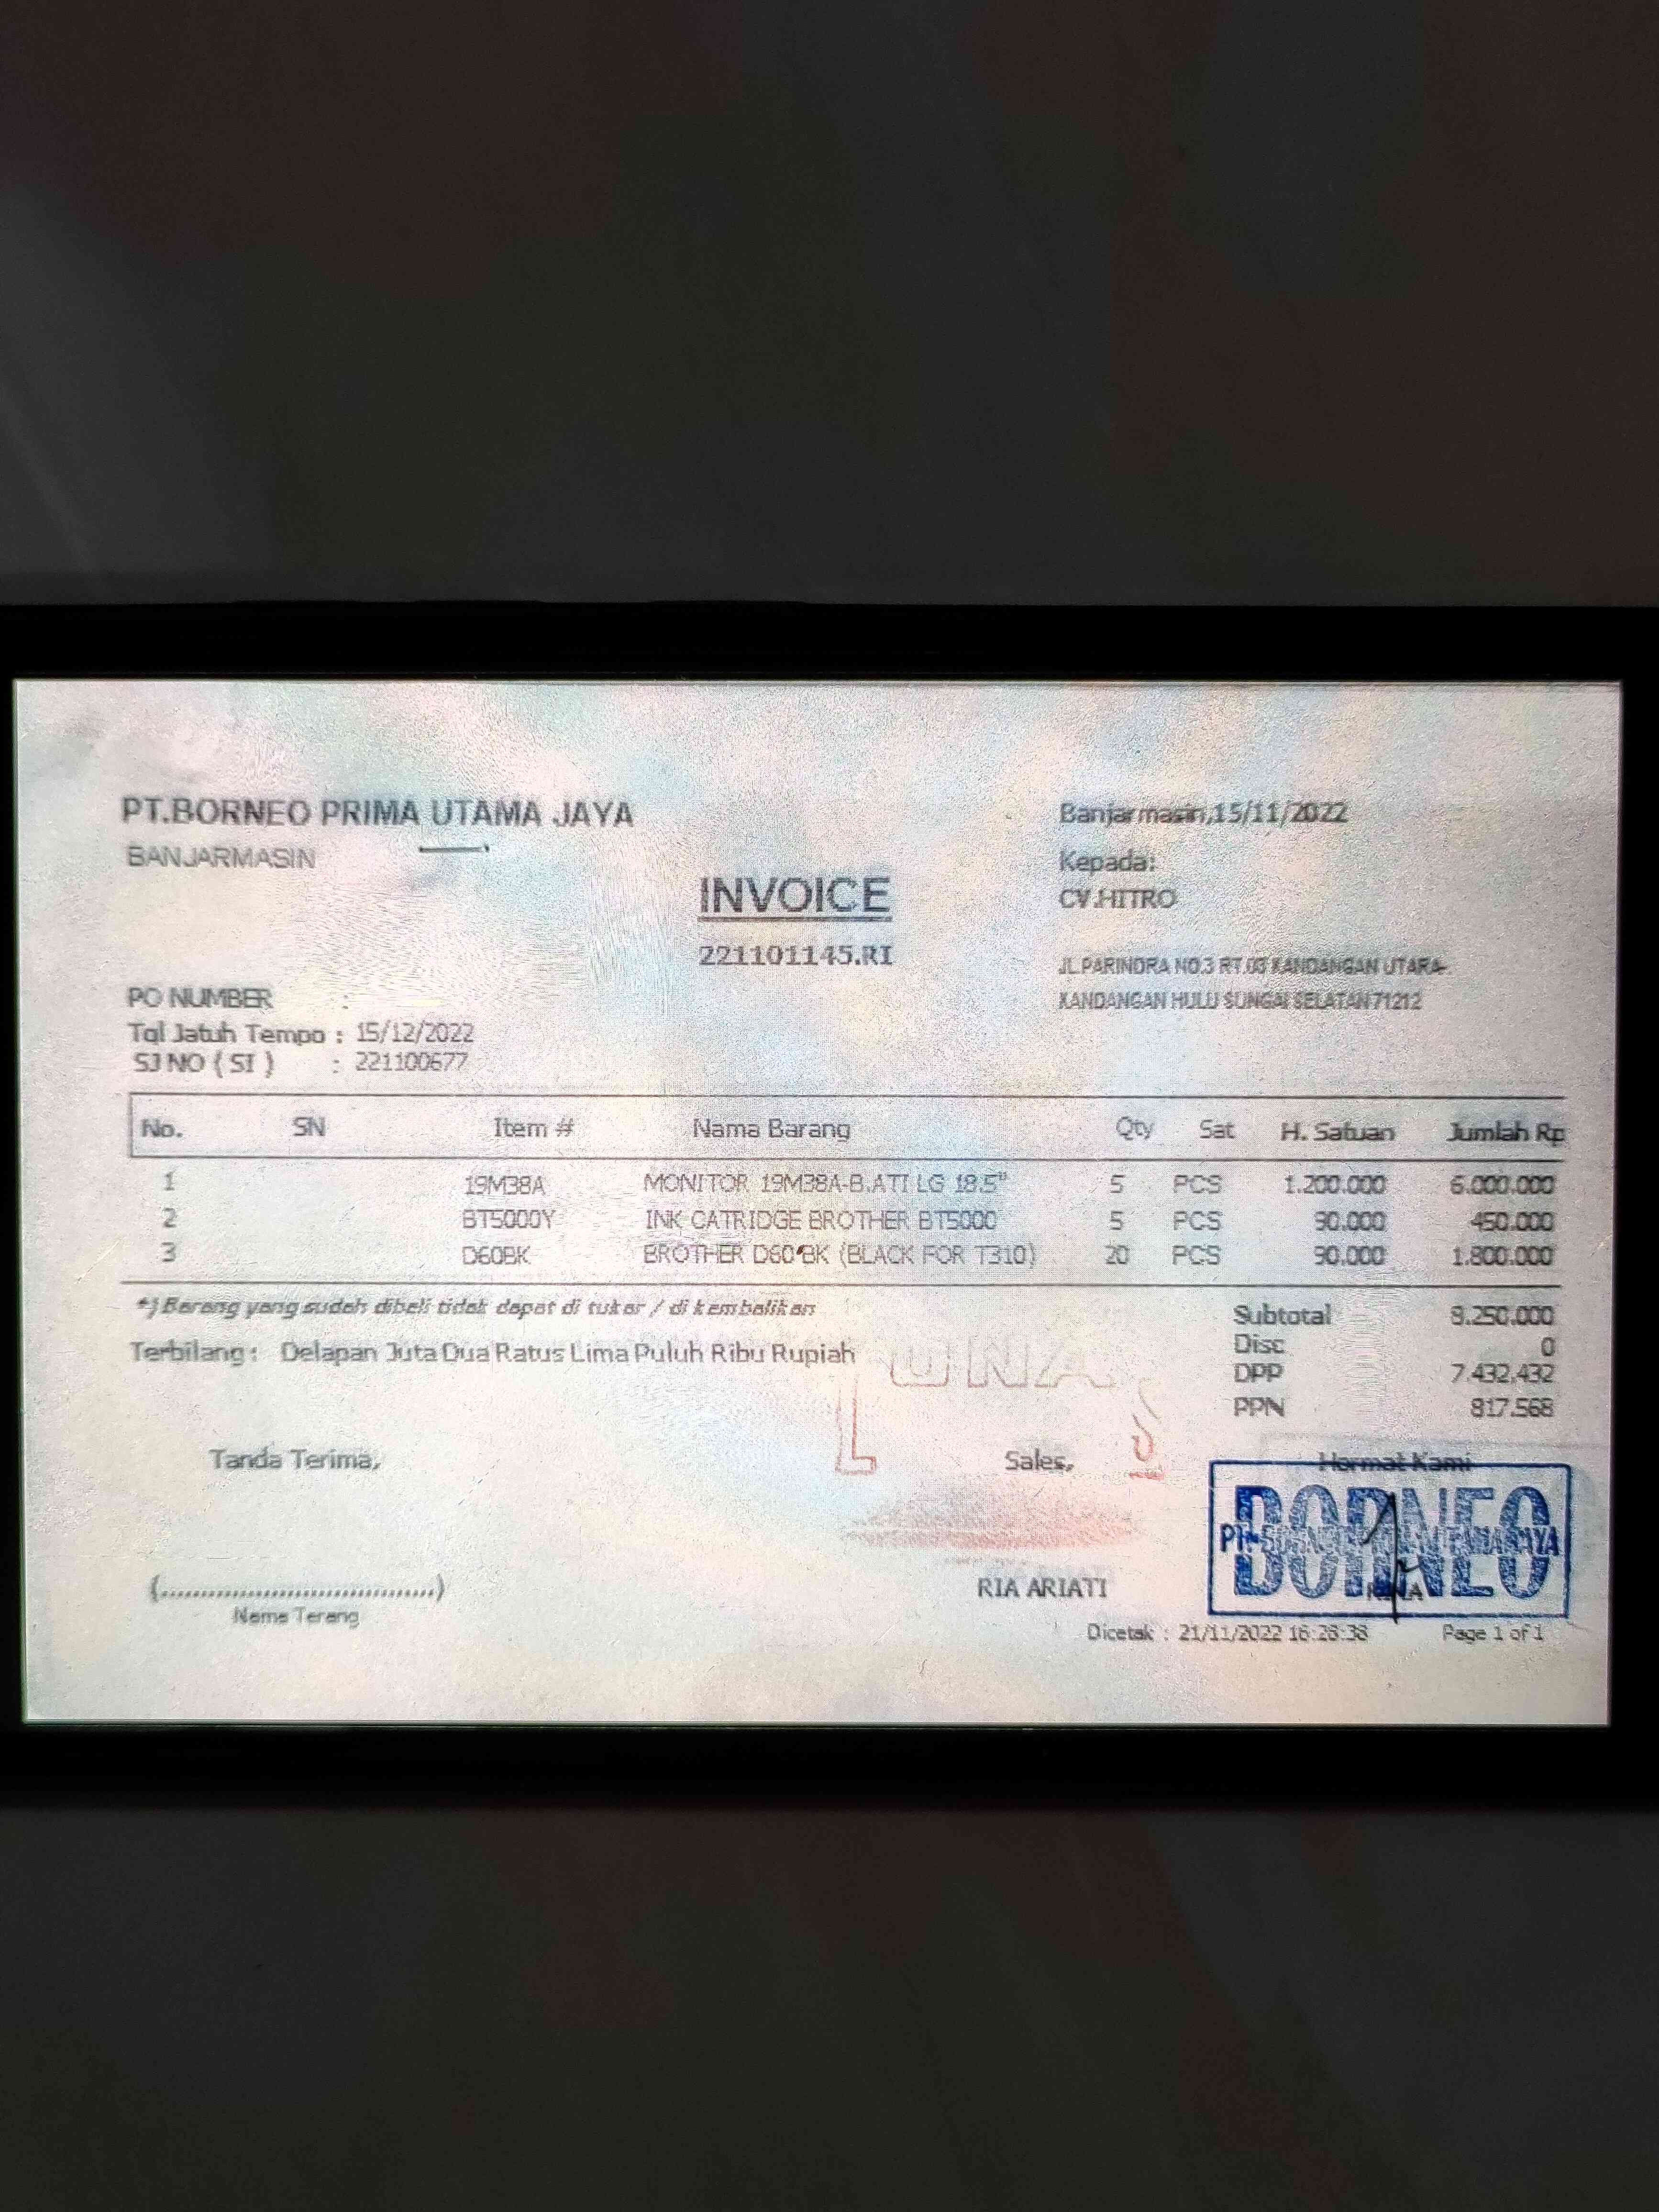 PT.BORNEO PRIMA UTAMA JAYA
BANJARMASIN
Banjarmasin,15/11/2022
Kepada:
CV.HITRO
INVOICE
221101145.RI
JL.PARINDRA NO.3 RT.03 KANDANGAN UTARA-
KANDANGAN HULU SUNGAI SELATAN 71212
PO NUMBER :
Tgl Jatuh Tempo : 15/12/2022
SJ NO ( SI ) : 221100677
No. SN Item # Nama Barang Qty Sat H. Satuan Jumlah Rp
1 19M38A MONITOR 19M38A-B.ATI LG 18.5" 5 PCS 1.200.000 6.000.000
2 BT5000Y INK CATRIDGE BROTHER BT5000 5 PCS 90.000 450.000
3 D60BK BROTHER D60 BK (BLACK FOR T310) 20 PCS 90.000 1.800.000
*) Barang yang sudah dibeli tidak dapat di tukar / di kembalikan
Subtotal 8.250.000
Disc 0
Terbilang : Delapan Juta Dua Ratus Lima Puluh Ribu Rupiah
DPP 7.432.432
PPN 817.568
LUNAS
Tanda Terima, Sales, Hormat Kami
BORNEO
PT. BORNEO PRIMA UTAMA JAYA
(..................................) RIA ARIATI
Nama Terang
Dicetak : 21/11/2022 16:28:38 Page 1 of 1